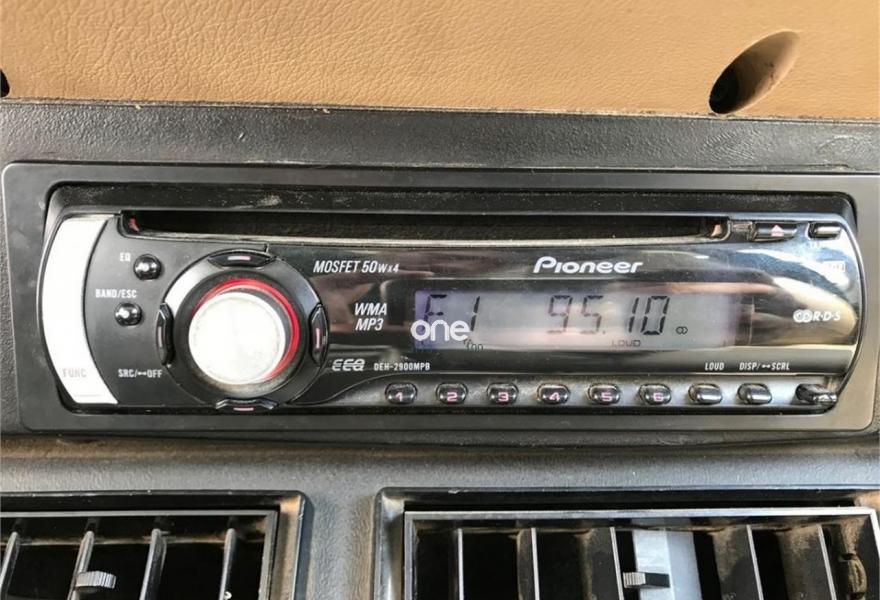 EQ
MOSFET 50Wx4
Pioneer
BAND/ESC
WMA
MP3
F1 95.10
one
LOUD
R·D·S
FUNC
SRC/OFF
EEQ
DEH-2900MPB
LOUD
DISP/SCRL
1 2 3 4 5 6